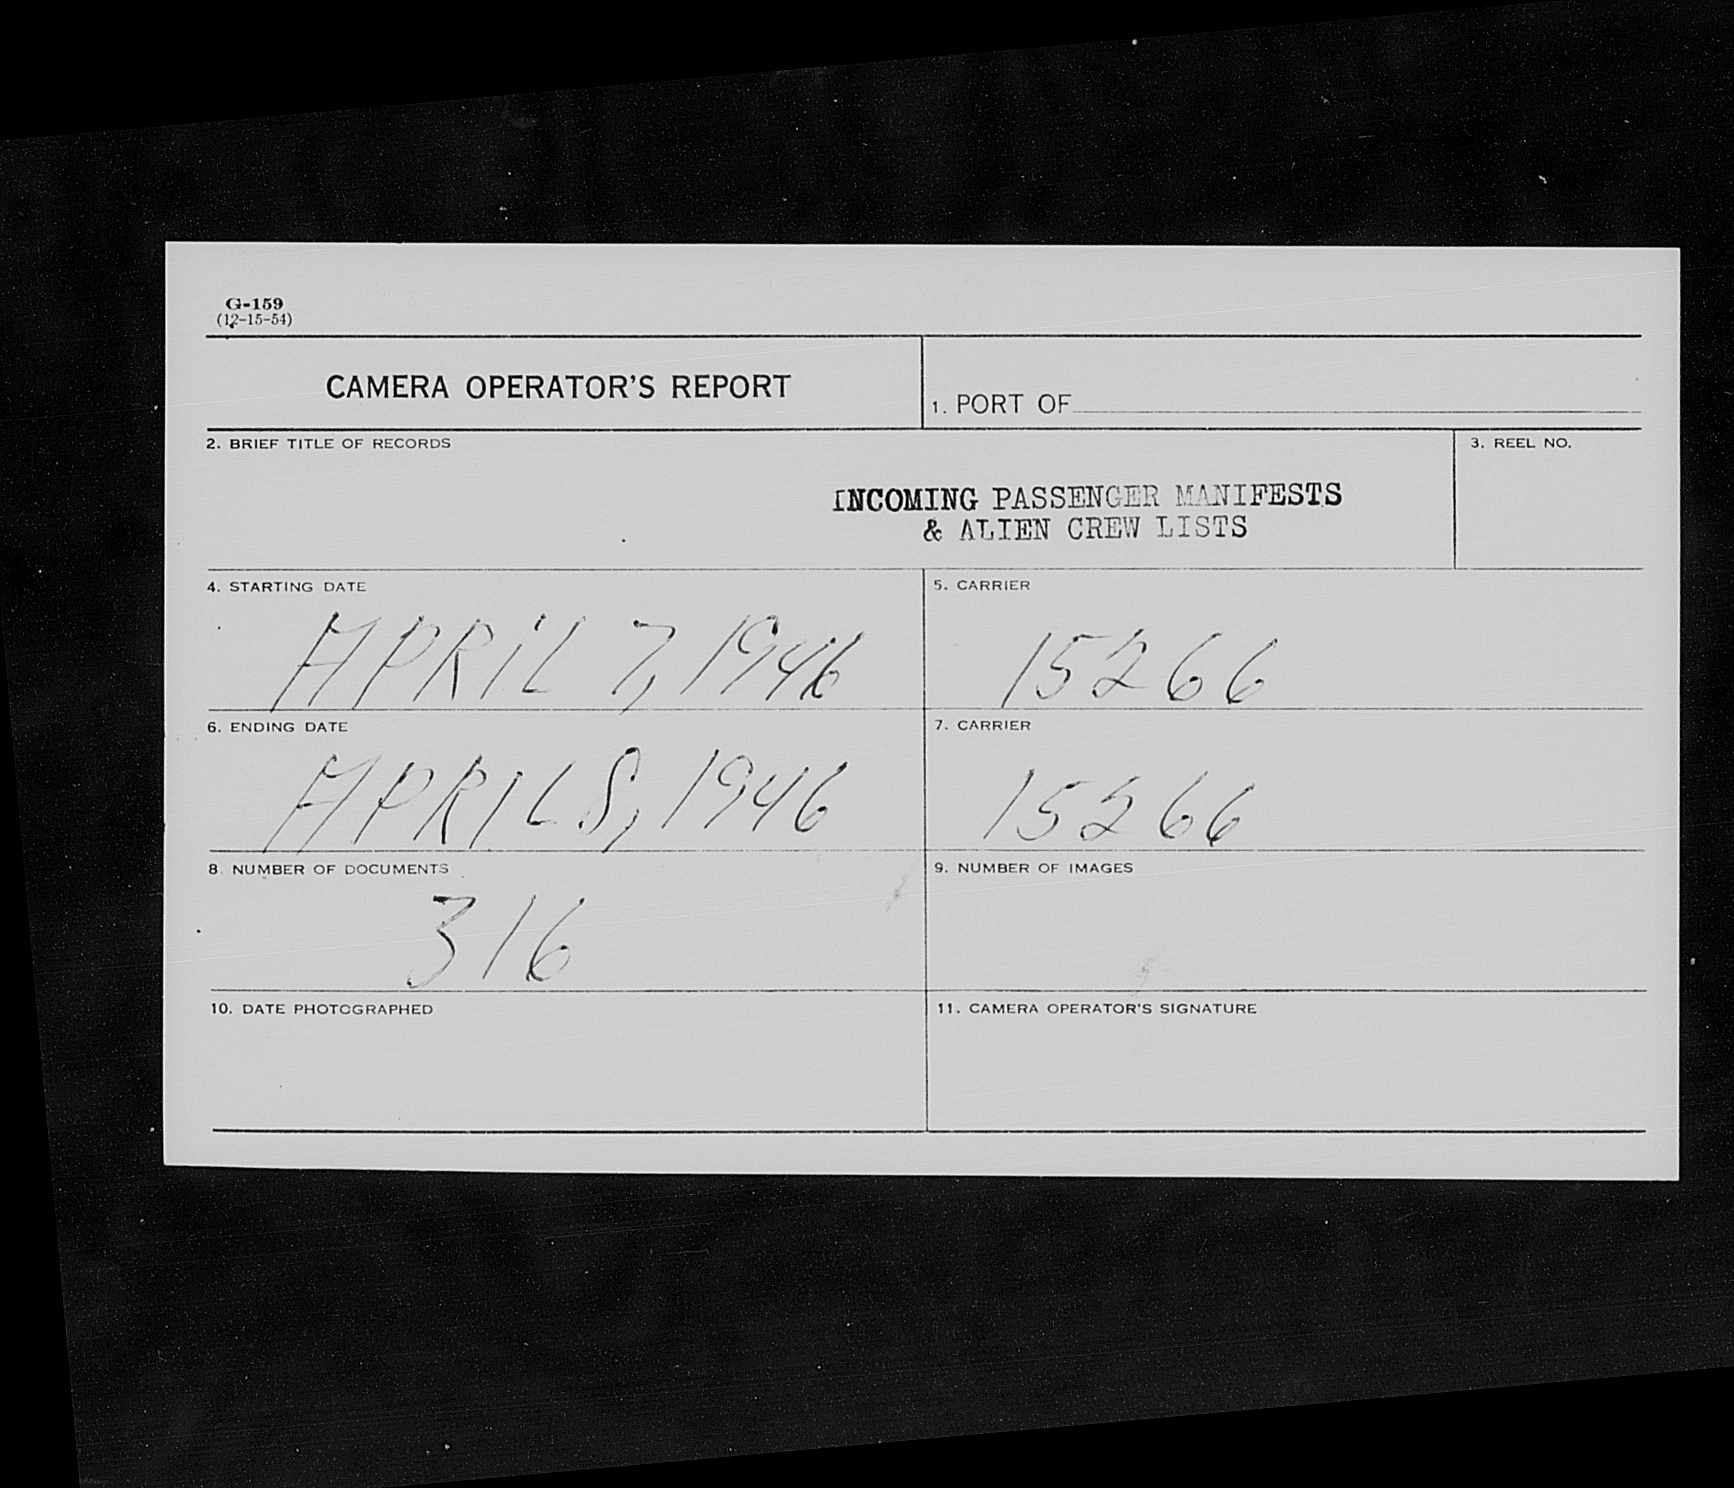 G-159
(12-15-54)
CAMERA OPERATOR'S REPORT
1. PORT OF
2. BRIEF TITLE OF RECORDS
3. REEL NO.
INCOMING PASSENGER MANIFESTS
& ALIEN CREW LISTS
4. STARTING DATE
APRIL 7, 1946
5. CARRIER
15266
6. ENDING DATE
APRIL 8, 1946
7. CARRIER
15266
8. NUMBER OF DOCUMENTS
316
9. NUMBER OF IMAGES
10. DATE PHOTOGRAPHED
11. CAMERA OPERATOR'S SIGNATURE